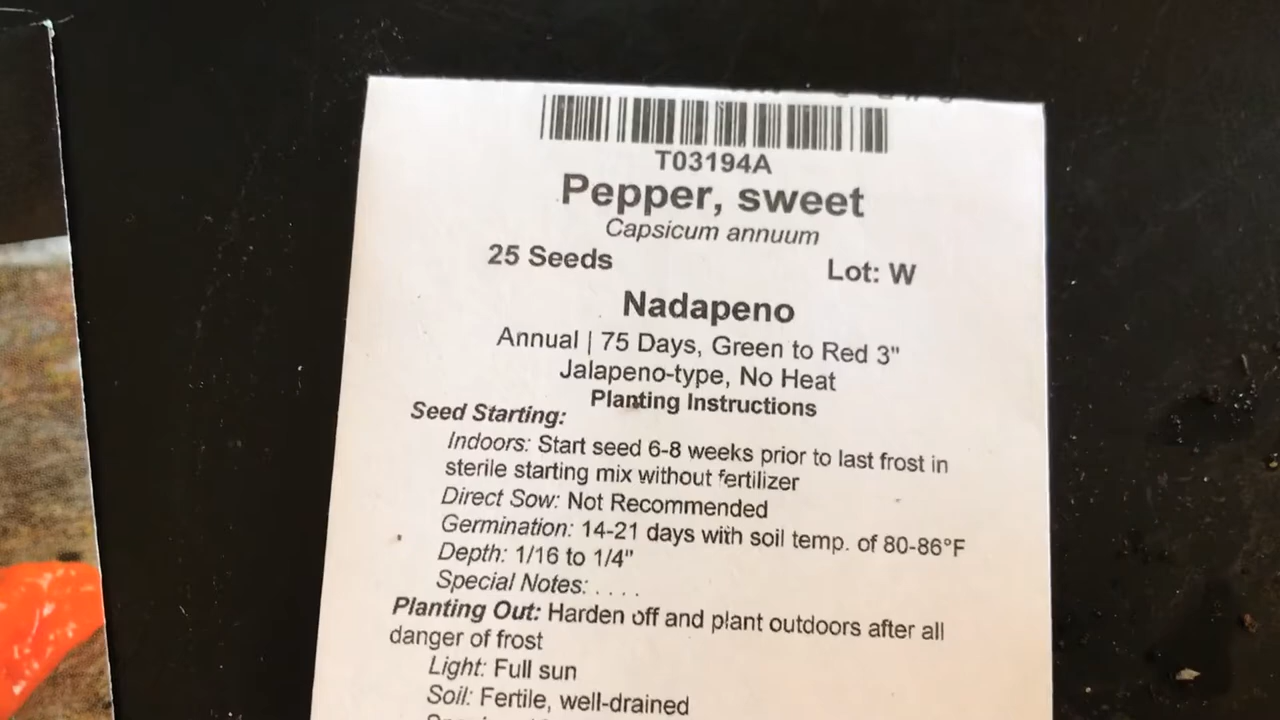 T03194A
Pepper, sweet
Capsicum annuum
25 Seeds Lot: W
Nadapeno
Annual | 75 Days, Green to Red 3"
Jalapeno-type, No Heat
Planting Instructions
Seed Starting:
Indoors: Start seed 6-8 weeks prior to last frost in
sterile starting mix without fertilizer
Direct Sow: Not Recommended
Germination: 14-21 days with soil temp. of 80-86°F
Depth: 1/16 to 1/4"
Special Notes: . . . .
Planting Out: Harden off and plant outdoors after all
danger of frost
Light: Full sun
Soil: Fertile, well-drained